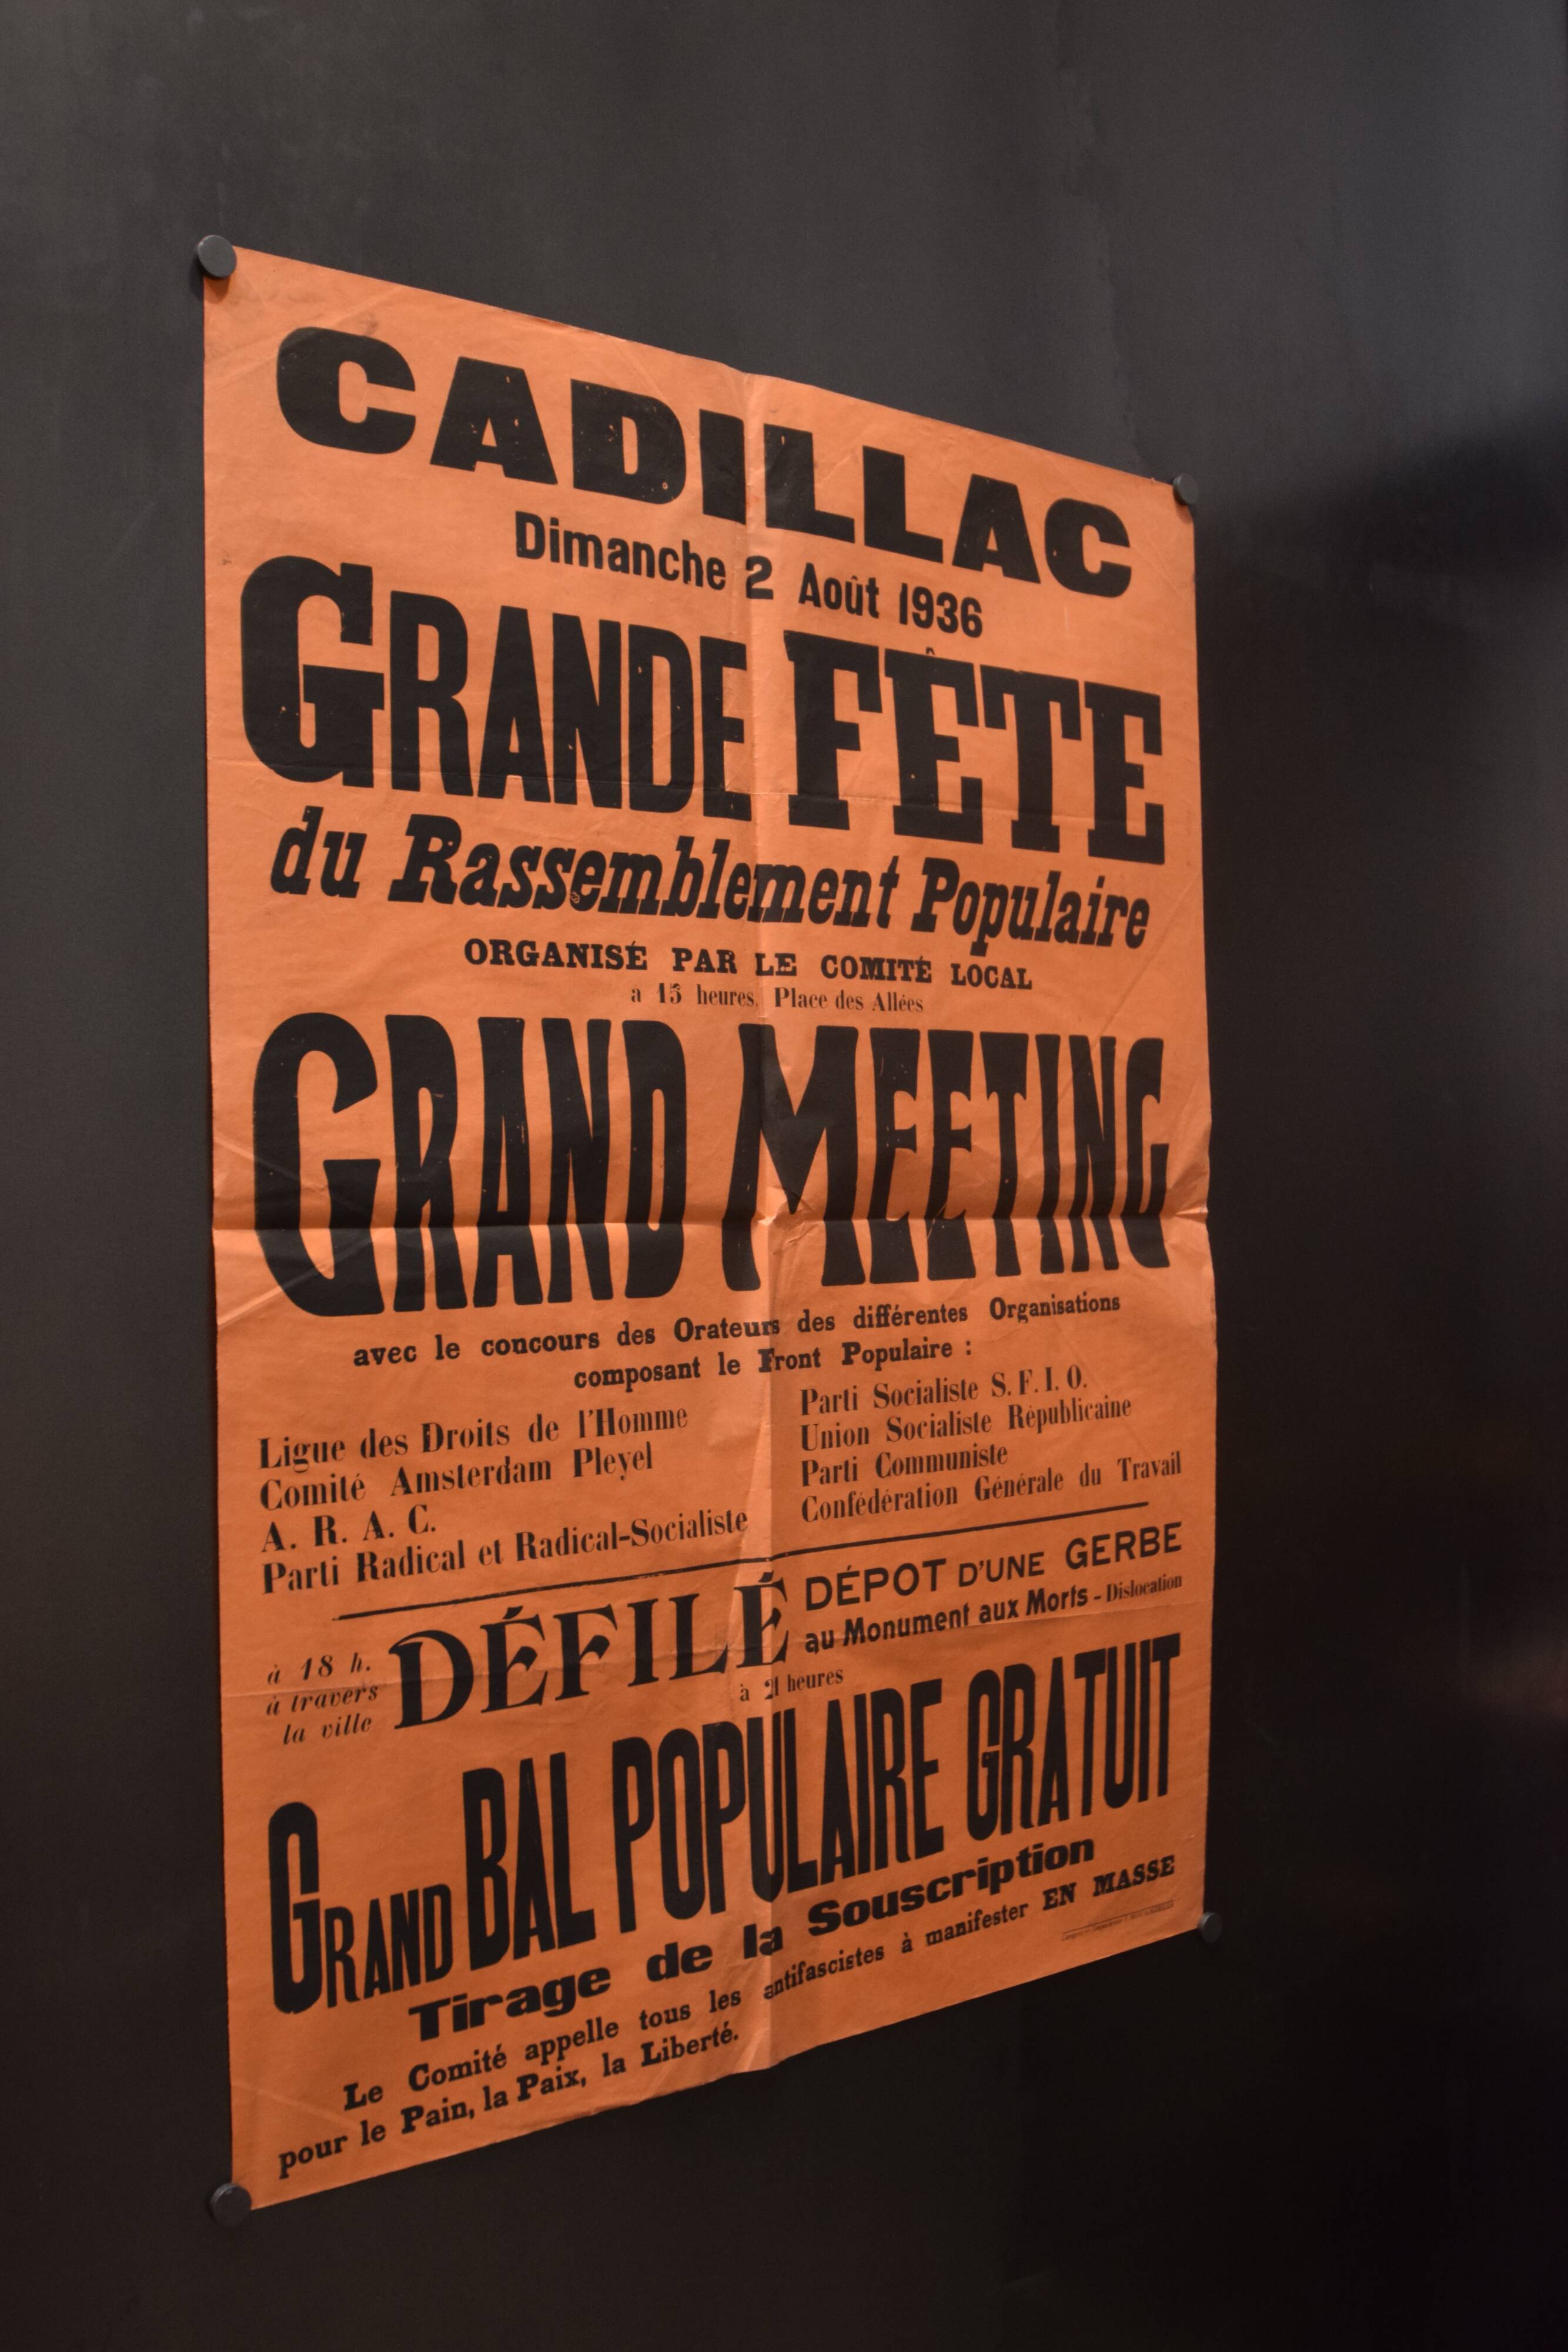 CADILLAC
Dimanche 2 Août 1936
GRANDE FÊTE
du Rassemblement Populaire
ORGANISÉ PAR LE COMITÉ LOCAL
a 15 heures, Place des Allées
GRAND MEETING
avec le concours des Orateurs des différentes Organisations
composant le Front Populaire :
Ligue des Droits de l'Homme
Comité Amsterdam Pleyel
A. R. A. C.
Parti Radical et Radical-Socialiste
Parti Socialiste S. F. I. O.
Union Socialiste Républicaine
Parti Communiste
Confédération Générale du Travail
à 18 h.
à travers
la ville
DÉFILÉ
DÉPOT D'UNE GERBE
au Monument aux Morts - Dislocation
à 21 heures
GRAND BAL POPULAIRE GRATUIT
Tirage de la Souscription
Le Comité appelle tous les antifascistes à manifester EN MASSE
pour le Pain, la Paix, la Liberté.